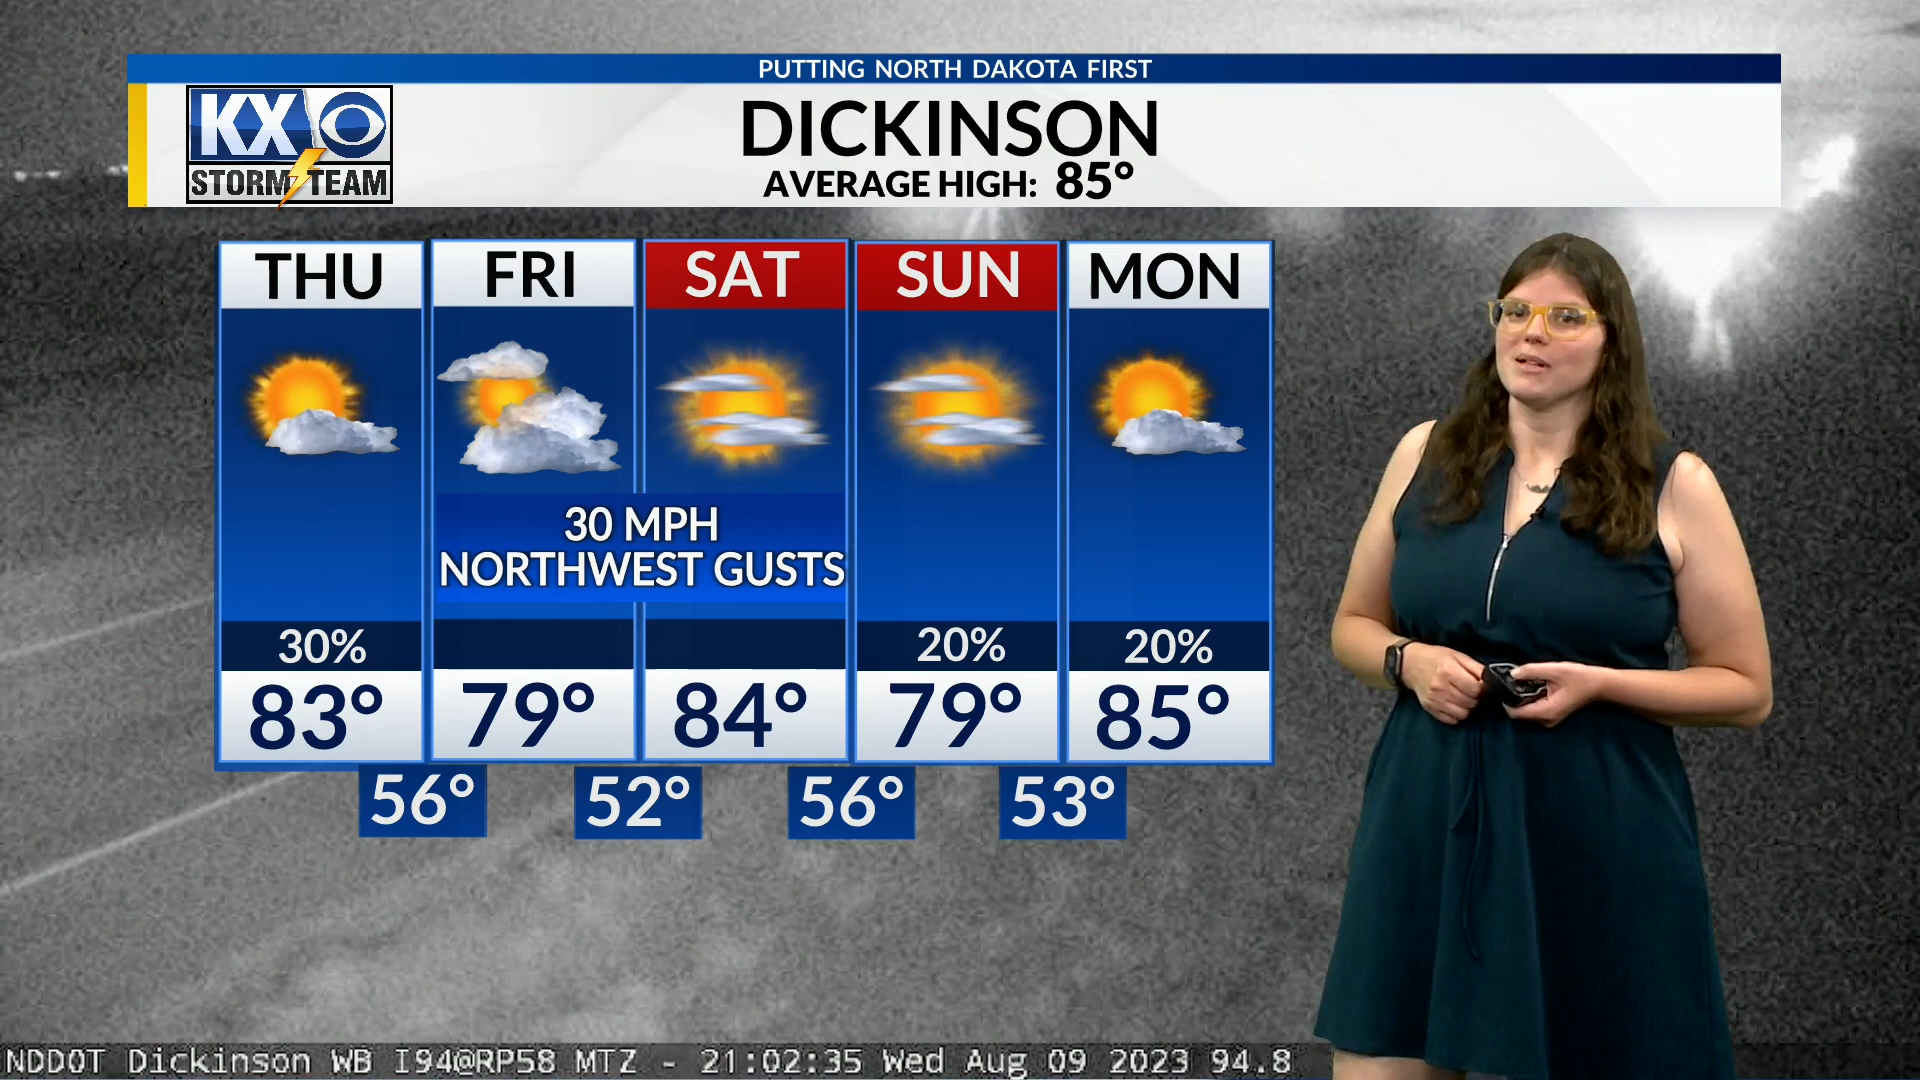 PUTTING NORTH DAKOTA FIRST
KX
STORM TEAM
DICKINSON
AVERAGE HIGH: 85°
THU FRI SAT SUN MON
30 MPH
NORTHWEST GUSTS
30% 20% 20%
83° 79° 84° 79° 85°
56° 52° 56° 53°
NDDOT Dickinson WB I94@RP58 MTZ - 21:02:35 Wed Aug 09 2023 94.8